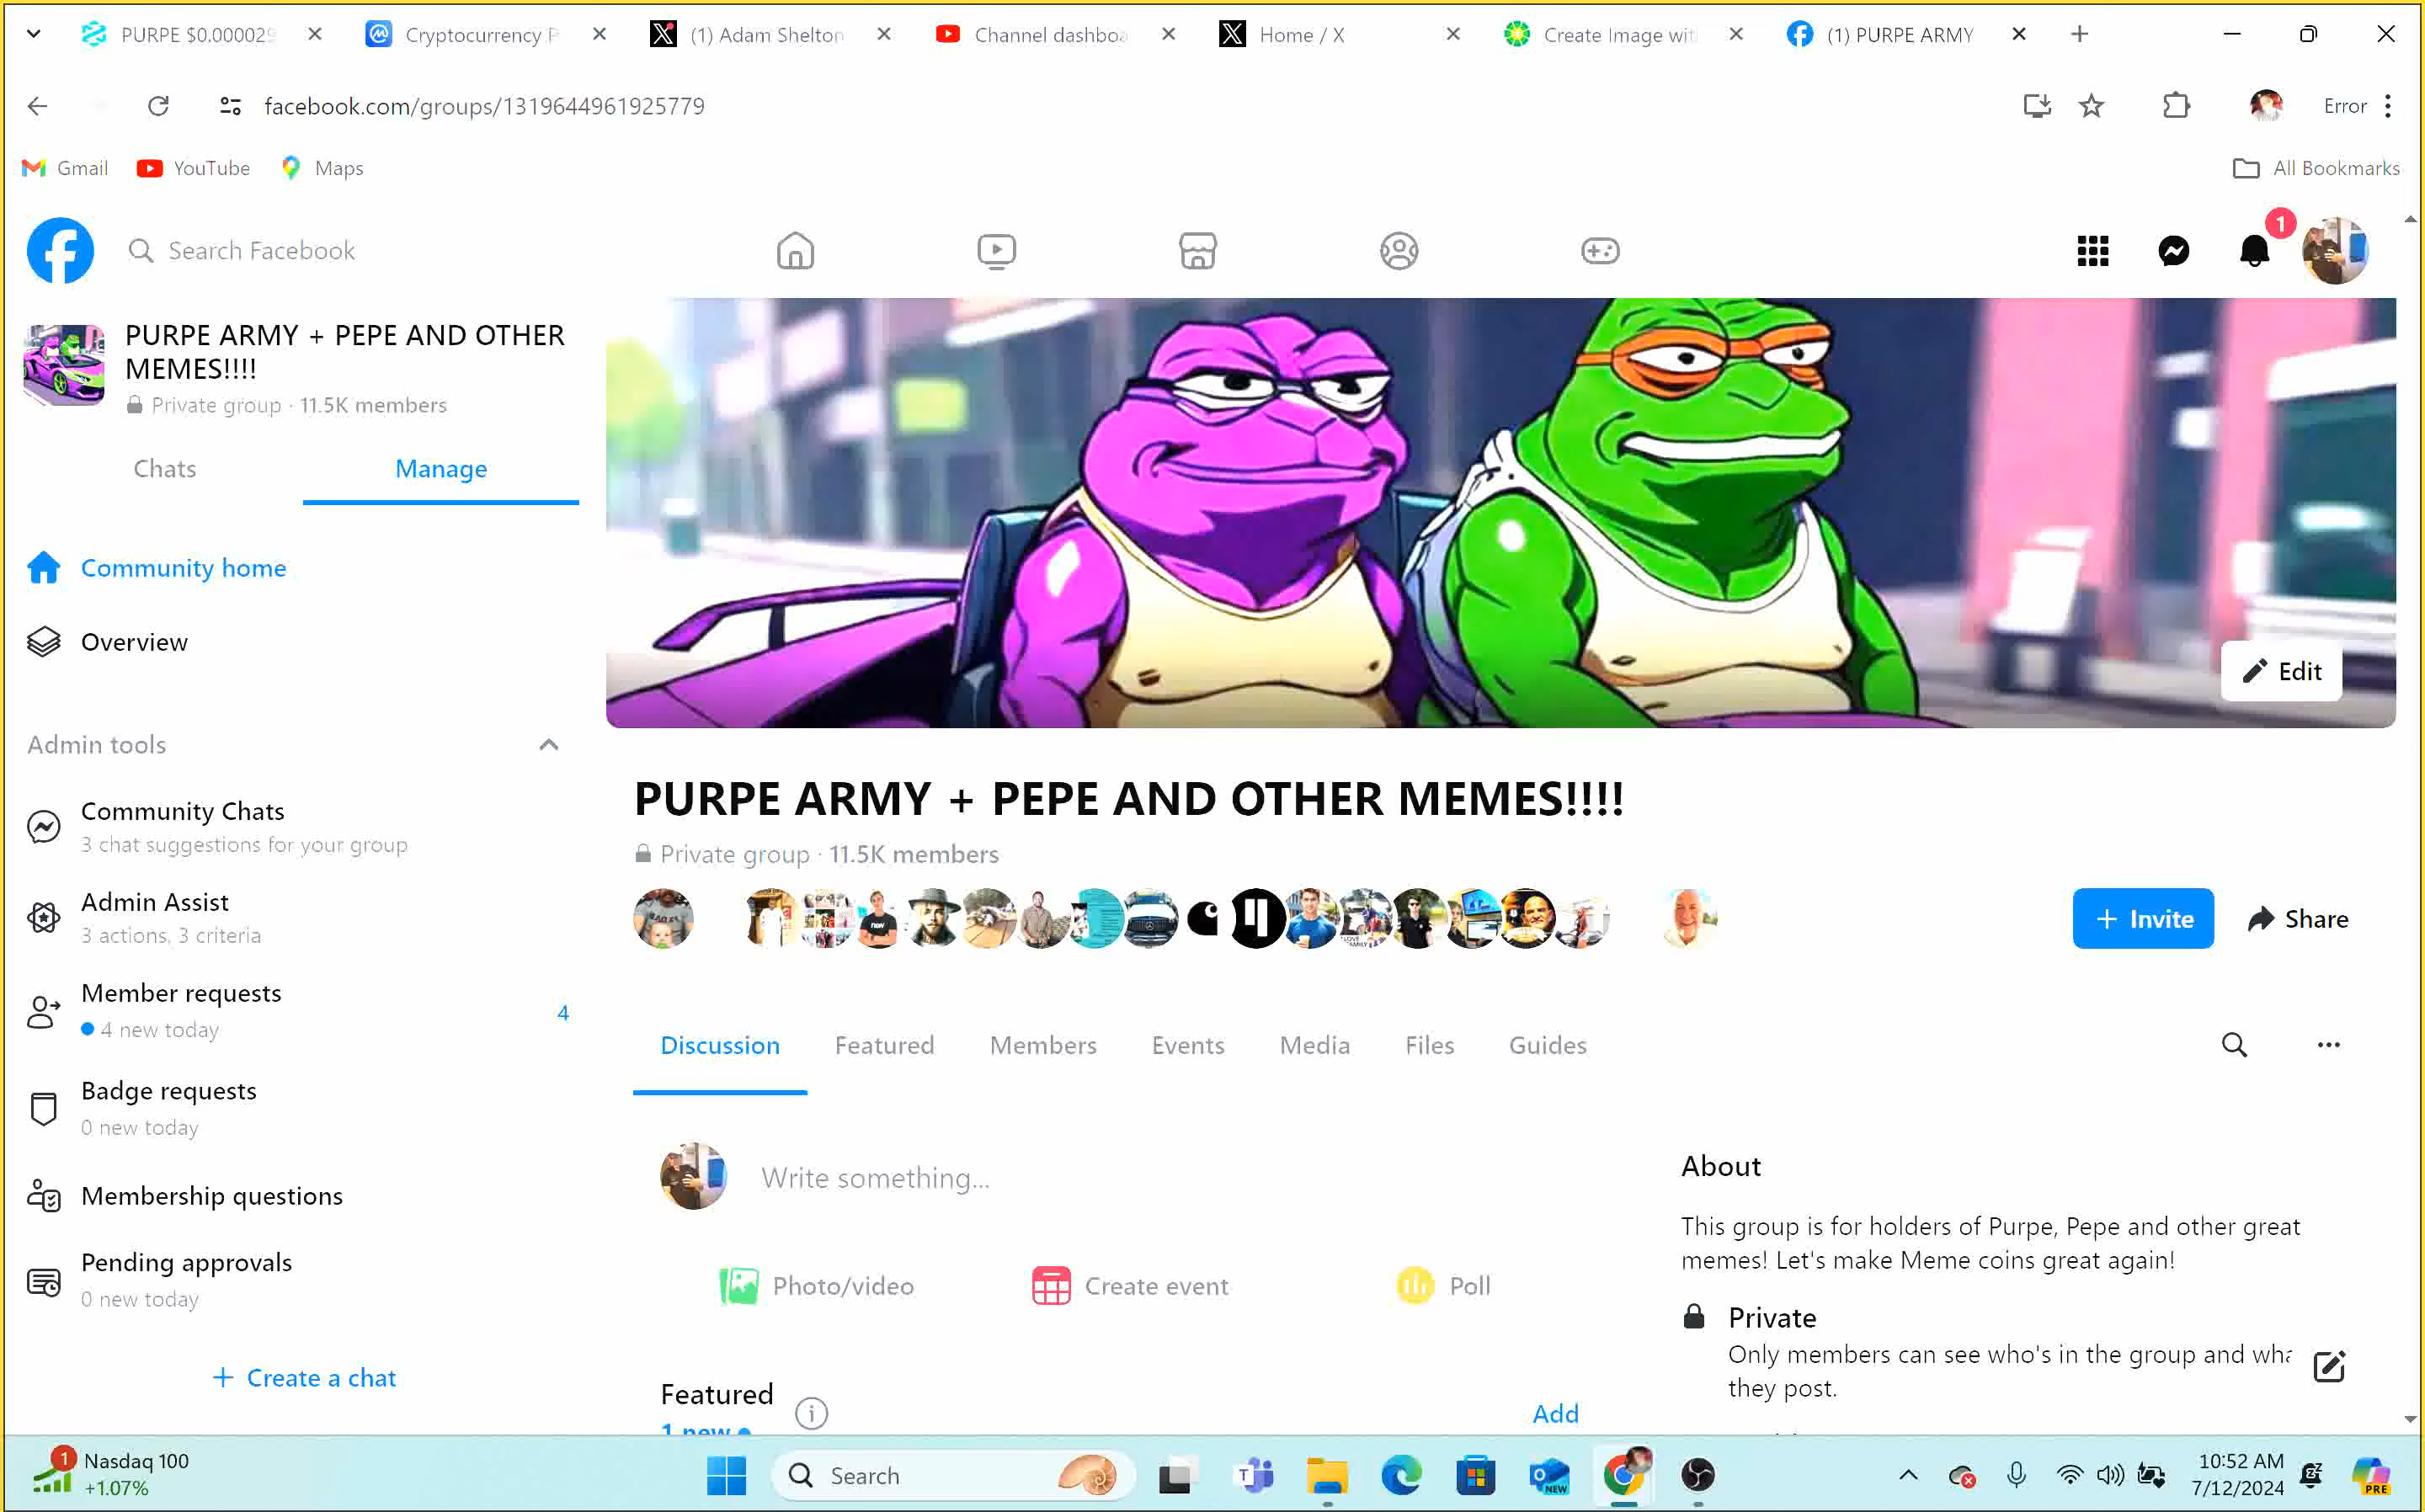 PURPE $0.000029
Cryptocurrency P
(1) Adam Shelton
Channel dashboa
Home / X
Create Image wit
(1) PURPE ARMY
facebook.com/groups/1319644961925779
Error
Gmail
YouTube
Maps
All Bookmarks
Search Facebook
1
PURPE ARMY + PEPE AND OTHER
MEMES!!!!
Private group · 11.5K members
Chats
Manage
Community home
Overview
Edit
Admin tools
Community Chats
3 chat suggestions for your group
Admin Assist
3 actions, 3 criteria
Member requests
4 new today
4
Badge requests
0 new today
Membership questions
Pending approvals
0 new today
+ Create a chat
PURPE ARMY + PEPE AND OTHER MEMES!!!!
Private group · 11.5K members
+ Invite
Share
Discussion
Featured
Members
Events
Media
Files
Guides
Write something...
Photo/video
Create event
Poll
Featured
1 new
Add
About
This group is for holders of Purpe, Pepe and other great
memes! Let's make Meme coins great again!
Private
Only members can see who's in the group and wha
they post.
1
Nasdaq 100
+1.07%
Search
NEW
10:52 AM
7/12/2024
PRE